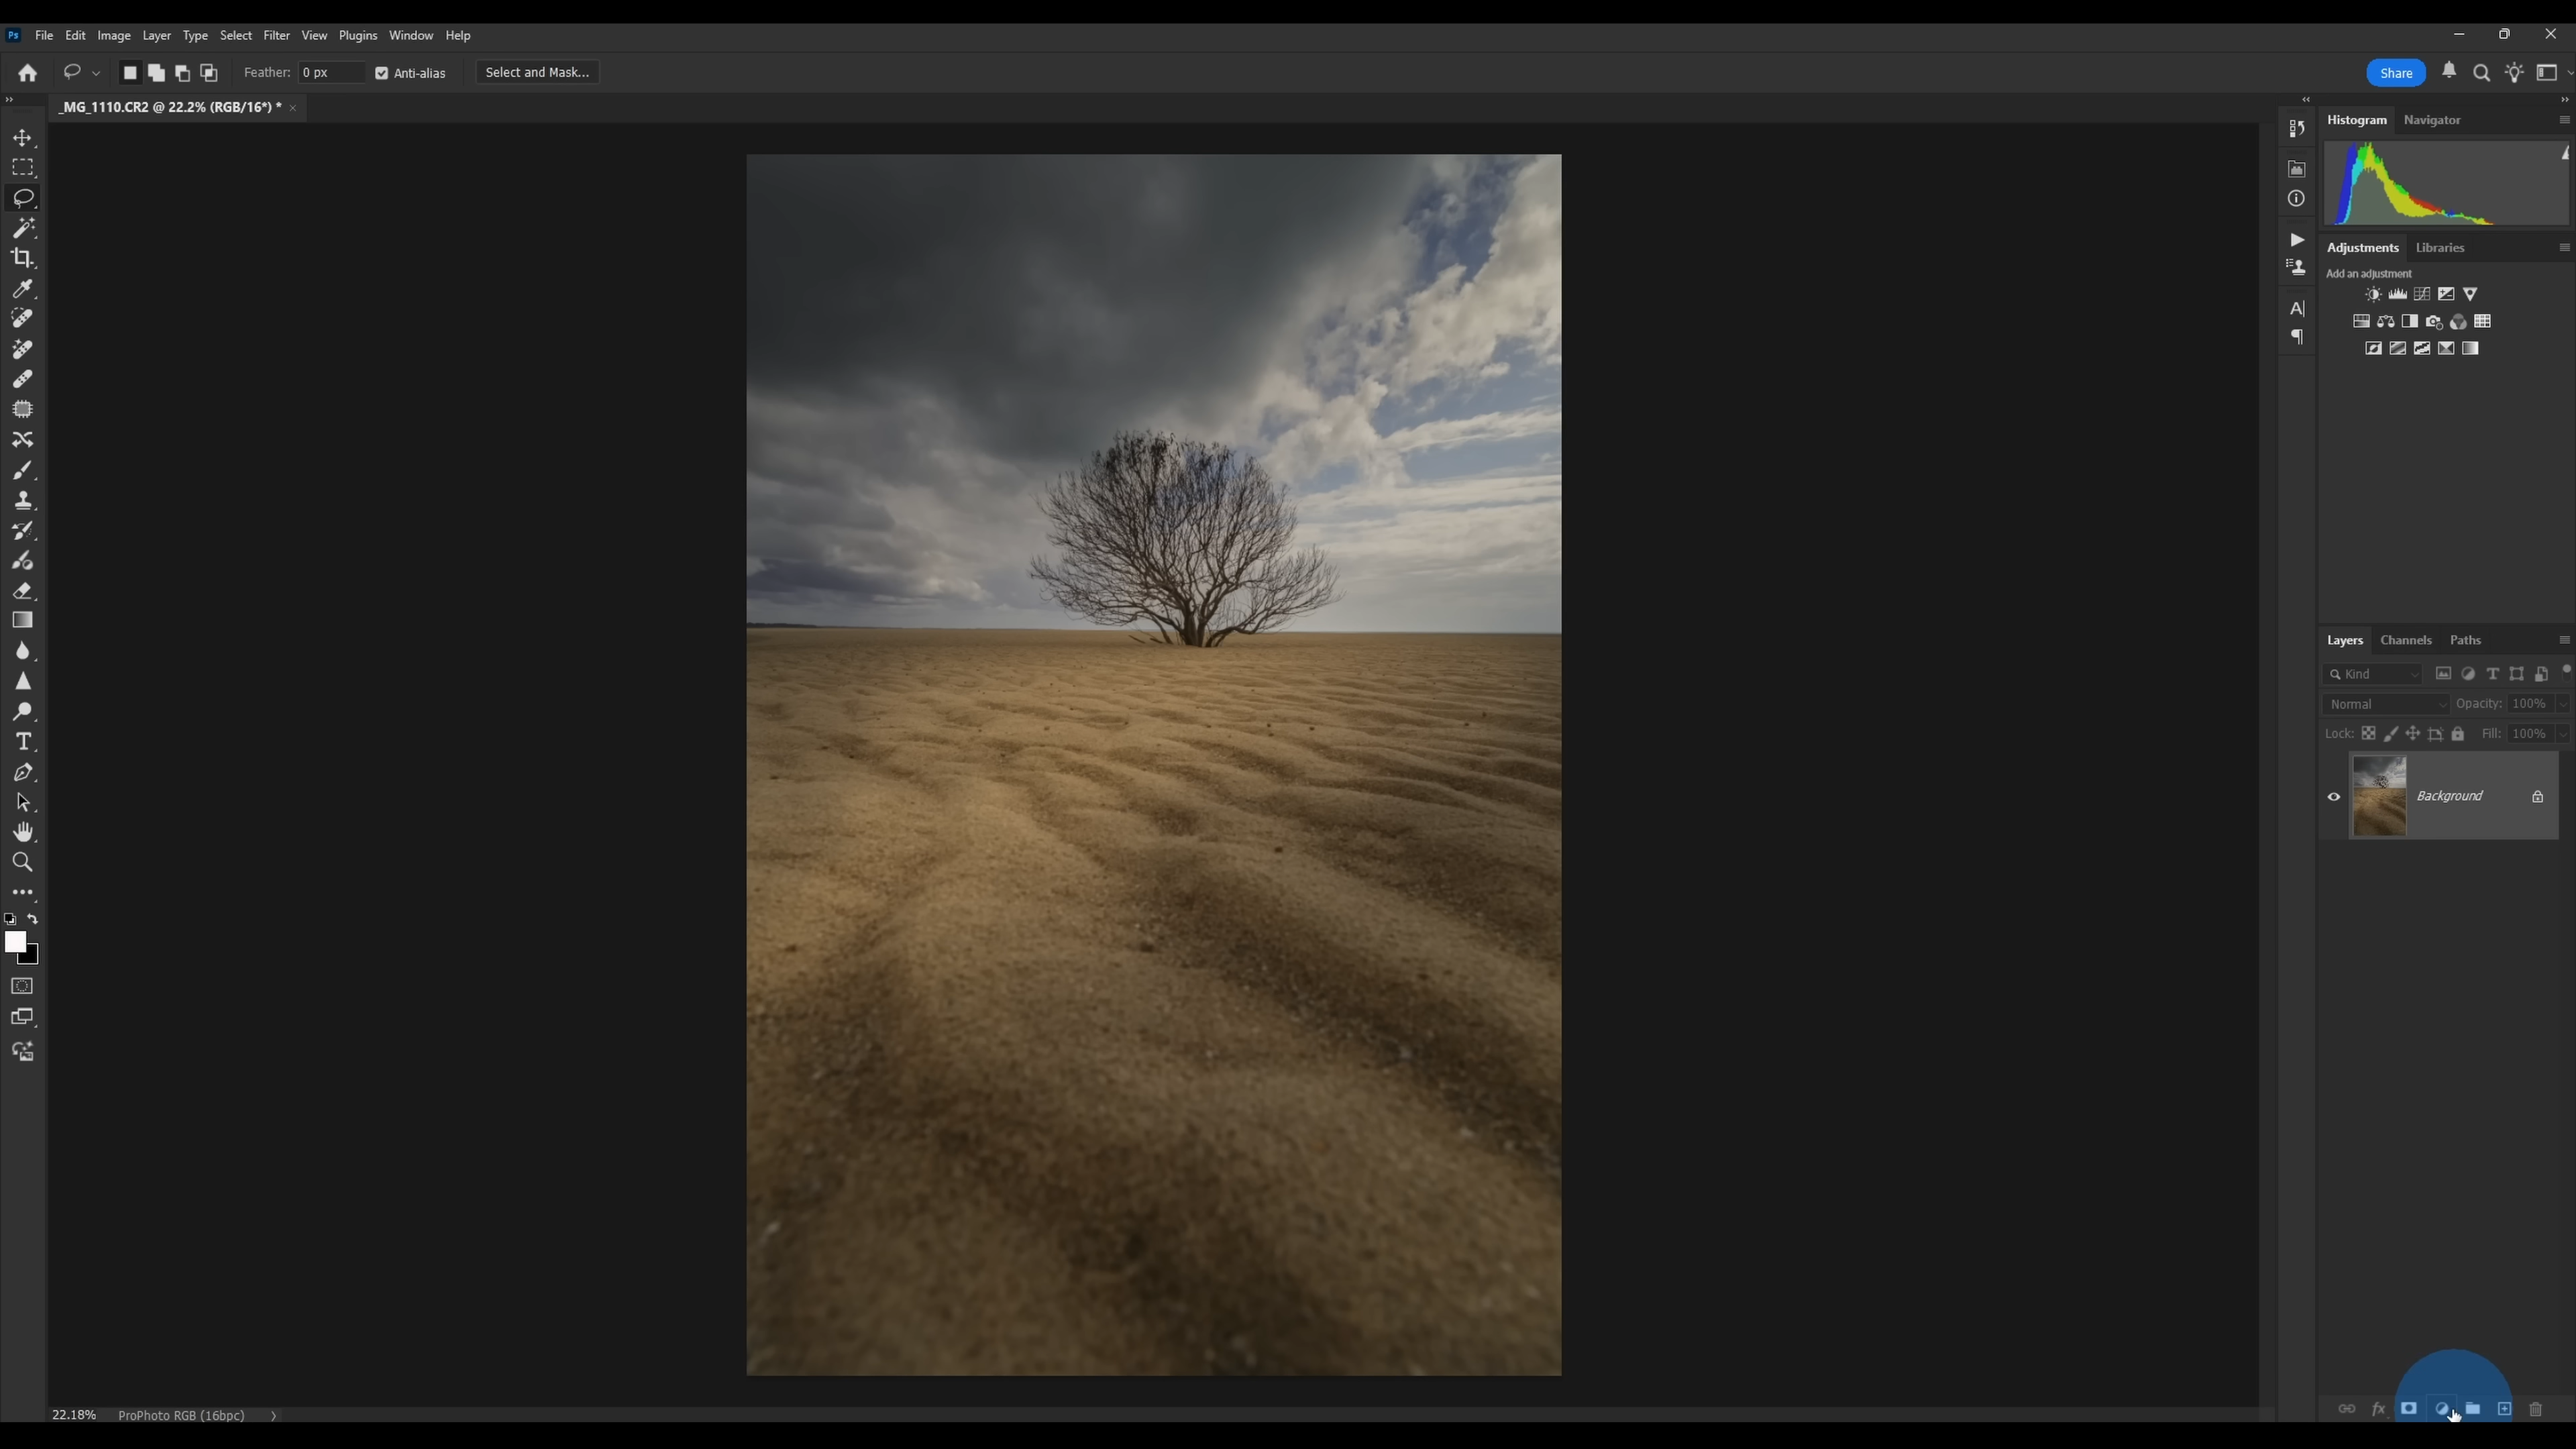 Ps File Edit Image Layer Type Select Filter View Plugins Window Help
Feather: 0 px Anti-alias Select and Mask... Share
_MG_1110.CR2 @ 22.2% (RGB/16*) * ×
Histogram Navigator
Adjustments Libraries
Add an adjustment
Layers Channels Paths
Kind
Normal Opacity: 100%
Lock: Fill: 100%
Background
fx
22.18% ProPhoto RGB (16bpc)